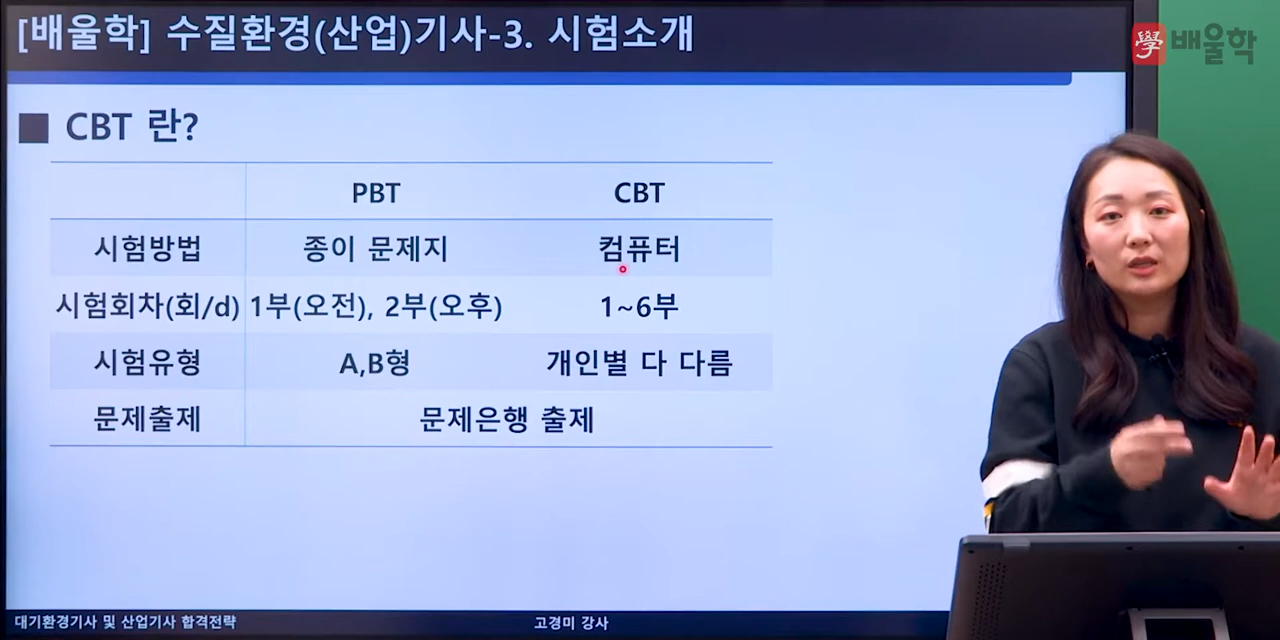 [배울학] 수질환경(산업)기사-3. 시험소개
學 배울학
■ CBT 란?
PBT CBT
시험방법 종이 문제지 컴퓨터
시험회차(회/d) 1부(오전), 2부(오후) 1~6부
시험유형 A,B형 개인별 다 다름
문제출제 문제은행 출제
대기환경기사 및 산업기사 합격전략 고경미 강사